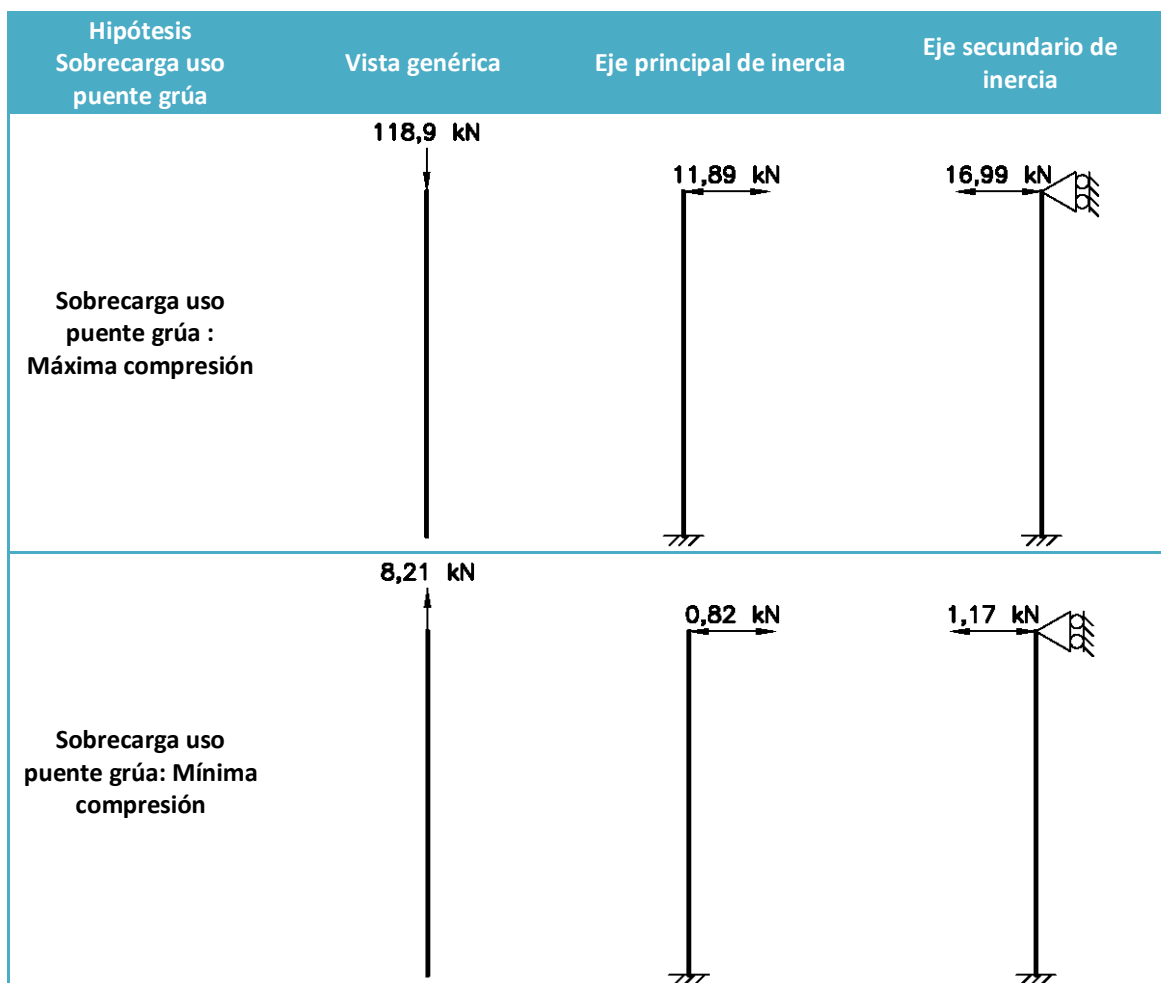 Hipótesis
Sobrecarga uso
puente grúa
Vista genérica
Eje principal de inercia
Eje secundario de
inercia
118,9 kN
11,89 kN
16,99 kN
Sobrecarga uso
puente grúa :
Máxima compresión
8,21 kN
0,82 kN
1,17 kN
Sobrecarga uso
puente grúa: Mínima
compresión